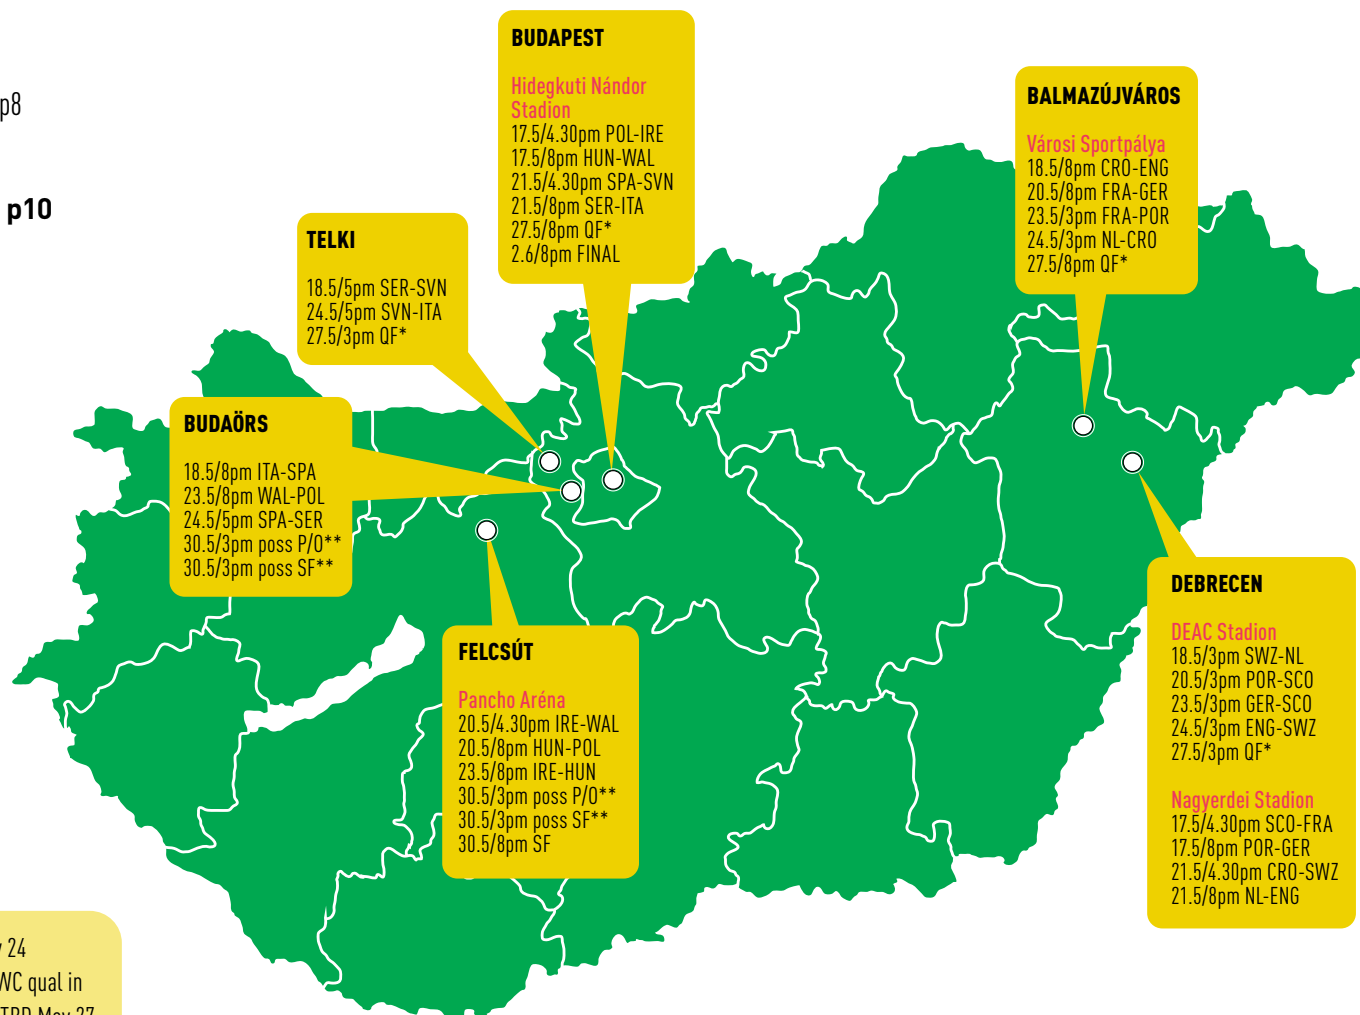 p8
p10
BUDAPEST
Hidegkuti Nándor
Stadion
17.5/4.30pm POL-IRE
17.5/8pm HUN-WAL
21.5/4.30pm SPA-SVN
21.5/8pm SER-ITA
27.5/8pm QF*
2.6/8pm FINAL
BALMAZÚJVÁROS
Városi Sportpálya
18.5/8pm CRO-ENG
20.5/8pm FRA-GER
23.5/3pm FRA-POR
24.5/3pm NL-CRO
27.5/8pm QF*
TELKI
18.5/5pm SER-SVN
24.5/5pm SVN-ITA
27.5/3pm QF*
BUDAÖRS
18.5/8pm ITA-SPA
23.5/8pm WAL-POL
24.5/5pm SPA-SER
30.5/3pm poss P/O**
30.5/3pm poss SF**
FELCSÚT
Pancho Aréna
20.5/4.30pm IRE-WAL
20.5/8pm HUN-POL
23.5/8pm IRE-HUN
30.5/3pm poss P/O**
30.5/3pm poss SF**
30.5/8pm SF
DEBRECEN
DEAC Stadion
18.5/3pm SWZ-NL
20.5/3pm POR-SCO
23.5/3pm GER-SCO
24.5/3pm ENG-SWZ
27.5/3pm QF*
Nagyerdei Stadion
17.5/4.30pm SCO-FRA
17.5/8pm POR-GER
21.5/4.30pm CRO-SWZ
21.5/8pm NL-ENG
24
WC qual in
May 27